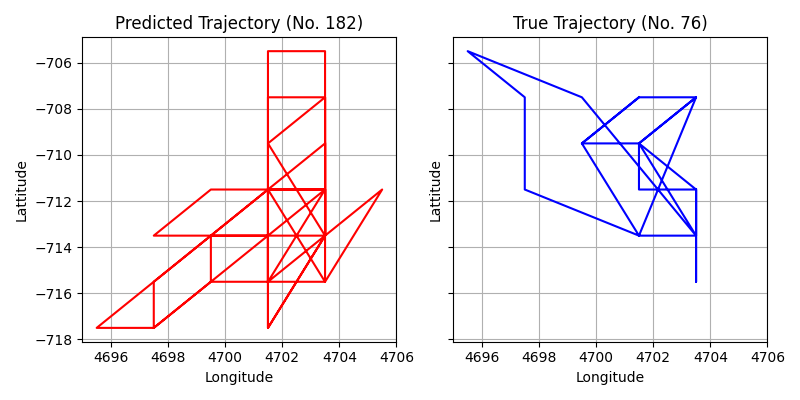 Predicted Trajectory (No. 182)
−706
−708
−710
−712
−714
−716
−718
Lattitude
4696 4698 4700 4702 4704 4706
Longitude
True Trajectory (No. 76)
Lattitude
4696 4698 4700 4702 4704 4706
Longitude